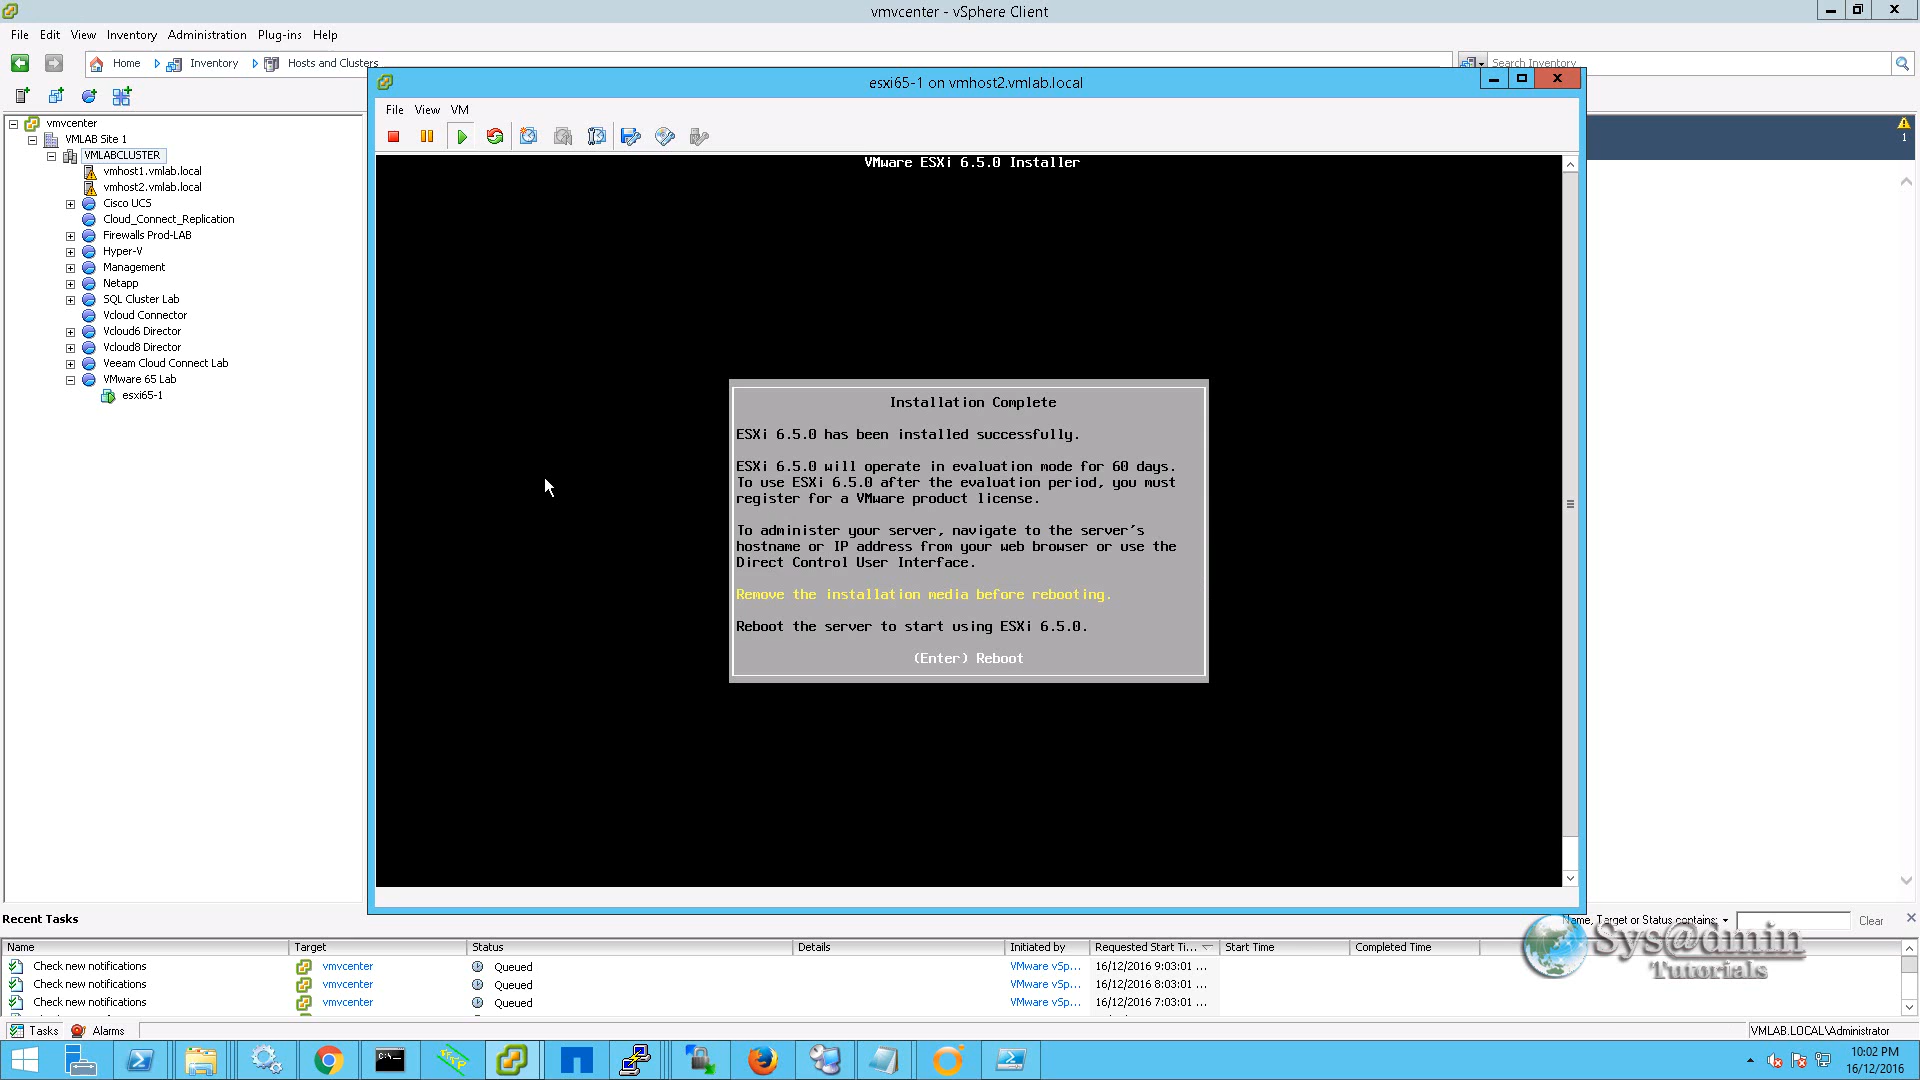 vmvcenter - vSphere Client
File Edit View Inventory Administration Plug-ins Help
Home Inventory Hosts and Clusters
Search Inventory
esxi65-1 on vmhost2.vmlab.local
File View VM
1
vmvcenter
VMLAB Site 1
VMLABCLUSTER
vmhost1.vmlab.local
vmhost2.vmlab.local
Cisco UCS
Cloud_Connect_Replication
Firewalls Prod-LAB
Hyper-V
Management
Netapp
SQL Cluster Lab
Vcloud Connector
Vcloud6 Director
Vcloud8 Director
Veeam Cloud Connect Lab
VMware 65 Lab
esxi65-1
VMware ESXi 6.5.0 Installer
Installation Complete
ESXi 6.5.0 has been installed successfully.
ESXi 6.5.0 will operate in evaluation mode for 60 days.
To use ESXi 6.5.0 after the evaluation period, you must
register for a VMware product license.
To administer your server, navigate to the server's
hostname or IP address from your web browser or use the
Direct Control User Interface.
Remove the installation media before rebooting.
Reboot the server to start using ESXi 6.5.0.
(Enter) Reboot
Recent Tasks
Name, Target or Status contains: Clear
Name Target Status Details Initiated by Requested Start Ti... Start Time Completed Time
Check new notifications vmvcenter Queued VMware vSp... 16/12/2016 9:03:01 ...
Check new notifications vmvcenter Queued VMware vSp... 16/12/2016 8:03:01 ...
Check new notifications vmvcenter Queued VMware vSp... 16/12/2016 7:03:01 ...
Sys@dmin
Tutorials
Tasks Alarms
VMLAB.LOCAL\Administrator
10:02 PM
16/12/2016